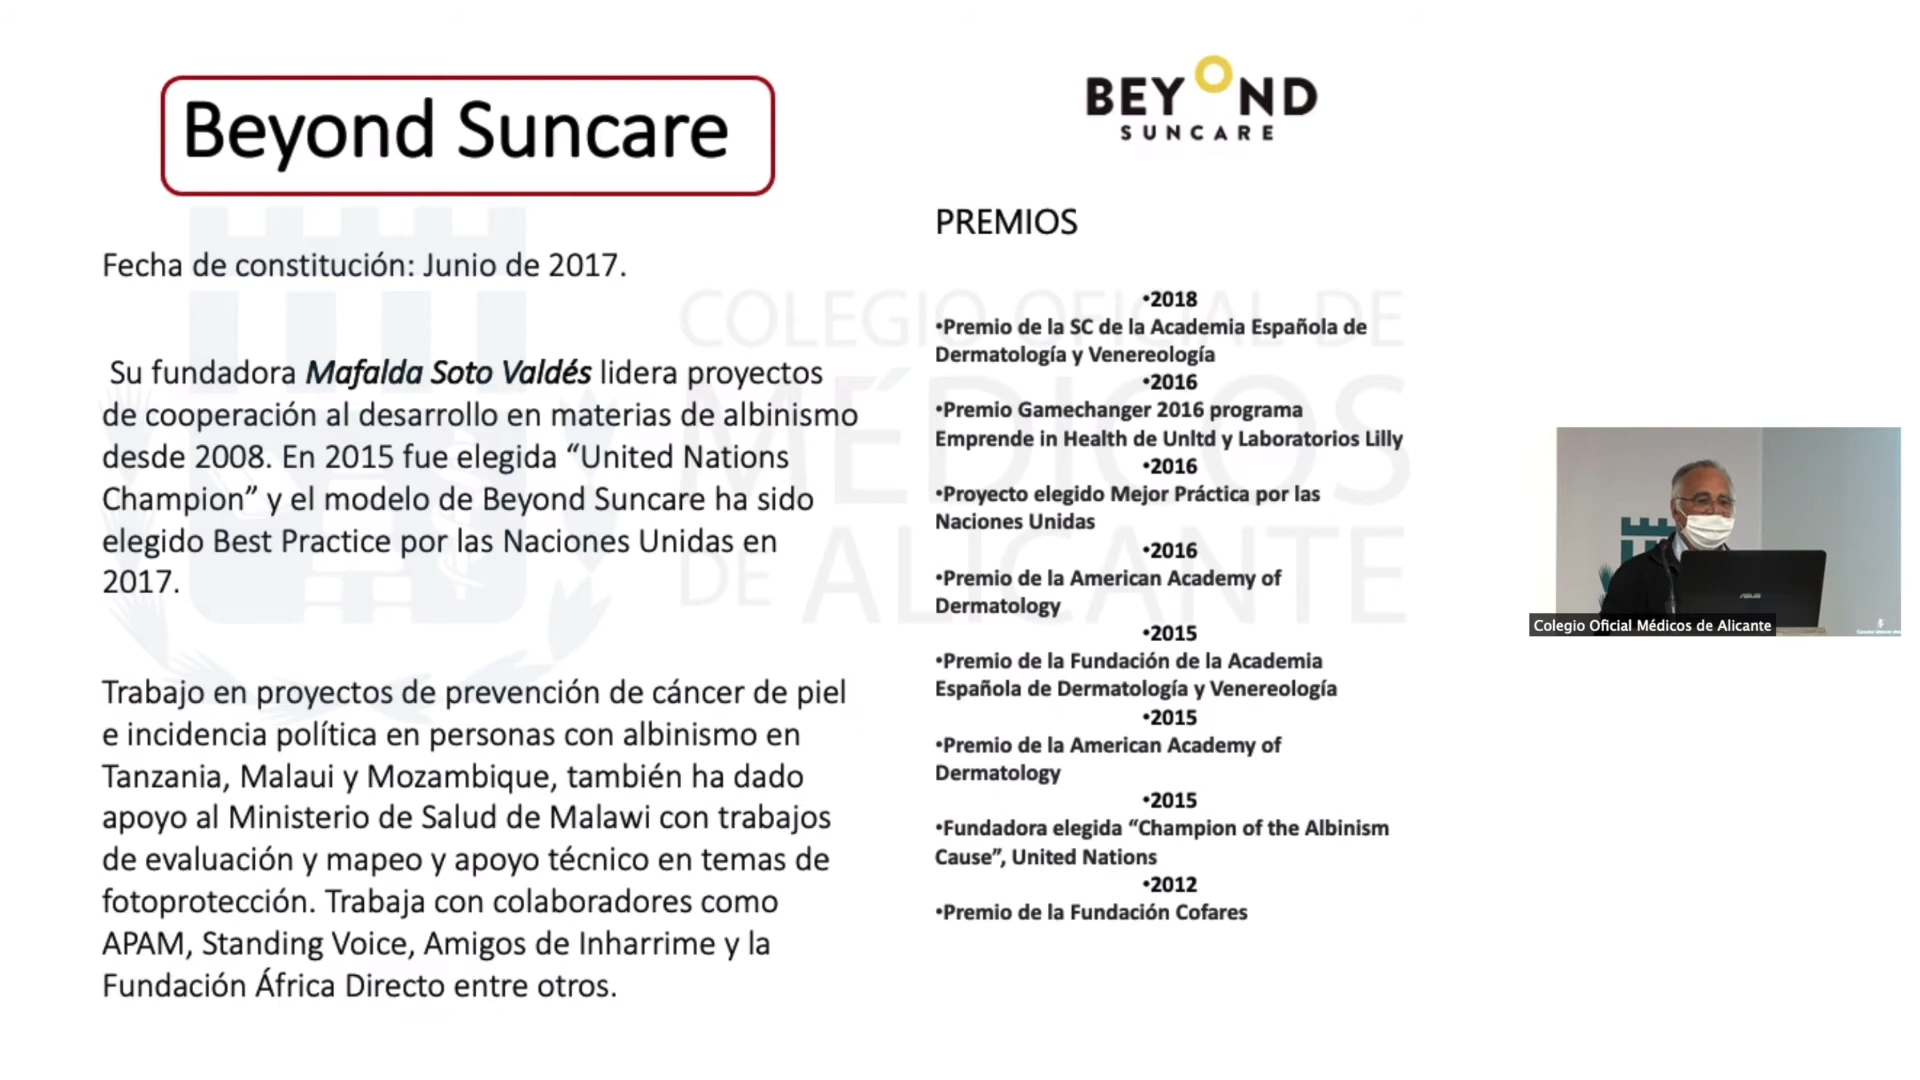 Beyond Suncare
Fecha de constitución: Junio de 2017.
Su fundadora Mafalda Soto Valdés lidera proyectos
de cooperación al desarrollo en materias de albinismo
desde 2008. En 2015 fue elegida “United Nations
Champion” y el modelo de Beyond Suncare ha sido
elegido Best Practice por las Naciones Unidas en
2017.
Trabajo en proyectos de prevención de cáncer de piel
e incidencia política en personas con albinismo en
Tanzania, Malaui y Mozambique, también ha dado
apoyo al Ministerio de Salud de Malawi con trabajos
de evaluación y mapeo y apoyo técnico en temas de
fotoprotección. Trabaja con colaboradores como
APAM, Standing Voice, Amigos de Inharrime y la
Fundación África Directo entre otros.
BEYOND
SUNCARE
PREMIOS
•2018
•Premio de la SC de la Academia Española de
Dermatología y Venereología
•2016
•Premio Gamechanger 2016 programa
Emprende in Health de Unltd y Laboratorios Lilly
•2016
•Proyecto elegido Mejor Práctica por las
Naciones Unidas
•2016
•Premio de la American Academy of
Dermatology
•2015
•Premio de la Fundación de la Academia
Española de Dermatología y Venereología
•2015
•Premio de la American Academy of
Dermatology
•2015
•Fundadora elegida “Champion of the Albinism
Cause”, United Nations
•2012
•Premio de la Fundación Cofares
COLEGIO OFICIAL DE
MÉDICOS
DE ALICANTE
ASUS
Colegio Oficial Médicos de Alicante